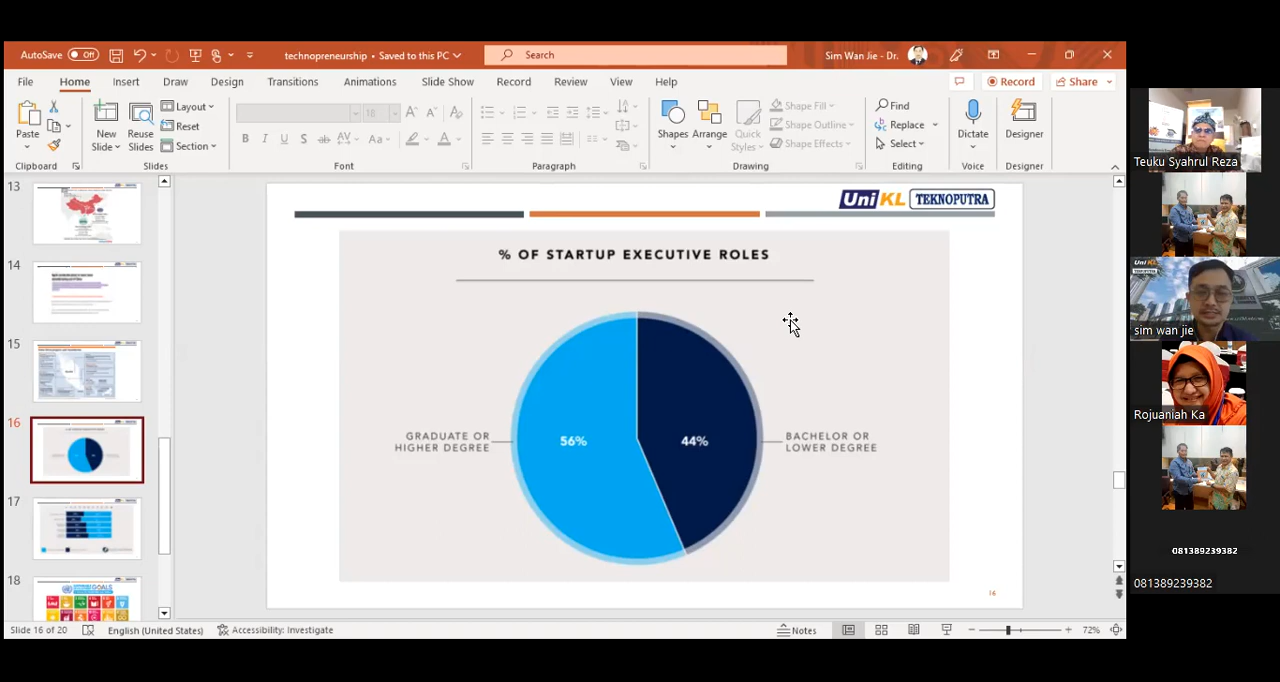 AutoSave Off
technopreneurship • Saved to this PC
Search
Sim Wan Jie - Dr.
File Home Insert Draw Design Transitions Animations Slide Show Record Review View Help
Record
Share
Paste
New Slide
Reuse Slides
Layout
Reset
Section
18
Aa
Shapes
Arrange
Quick Styles
Shape Fill
Shape Outline
Shape Effects
Find
Replace
Select
Dictate
Designer
Clipboard Slides Font Paragraph Drawing Editing Voice Designer
13
14
15
16
17
18
UniKL TEKNOPUTRA
% OF STARTUP EXECUTIVE ROLES
GRADUATE OR
HIGHER DEGREE
56%
44%
BACHELOR OR
LOWER DEGREE
16
Slide 16 of 20
English (United States)
Accessibility: Investigate
Notes
72%
Teuku Syahrul Reza
UniKL
sim wan jie
Rojuaniah Ka
081389239382
081389239382